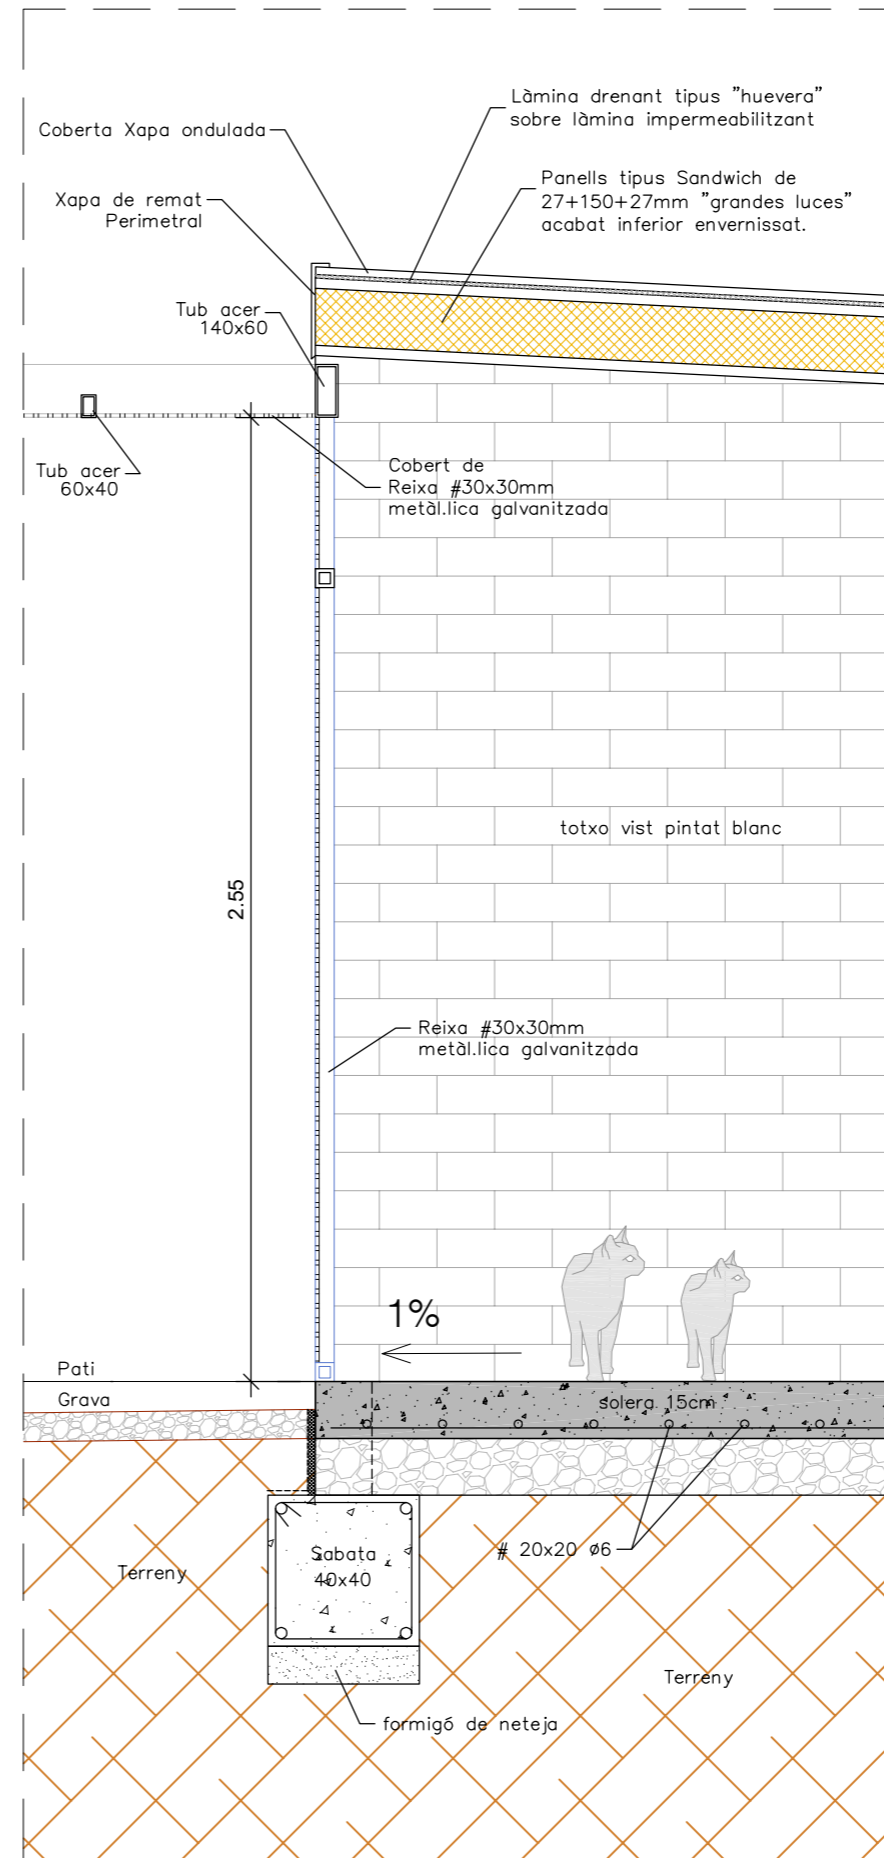 Làmina drenant tipus "huevera"
sobre làmina impermeabilitzant
Coberta Xapa ondulada
Panells tipus Sandwich de
27+150+27mm "grandes luces"
acabat inferior envernissat.
Xapa de remat
Perimetral
Tub acer
140x60
Tub acer
60x40
Cobert de
Reixa #30x30mm
metàl.lica galvanitzada
totxo vist pintat blanc
2.55
Reixa #30x30mm
metàl.lica galvanitzada
1%
Pati
Grava
solera 15cm
# 20x20 ø6
Sabata
40x40
Terreny
Terreny
formigó de neteja